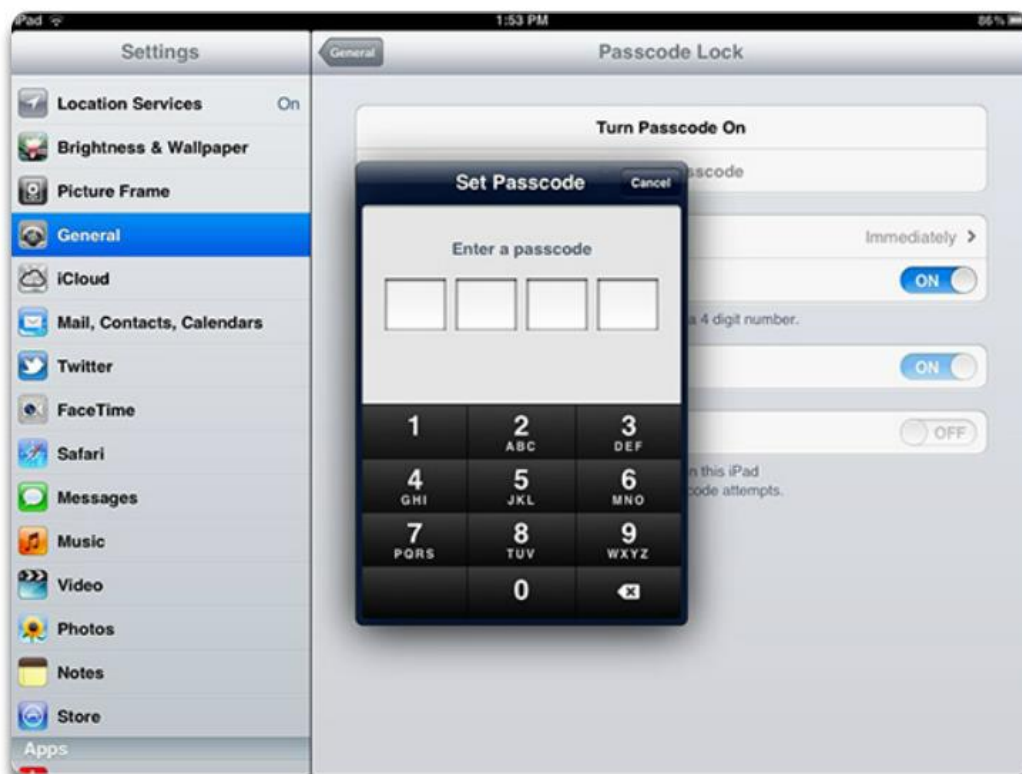 iPad 1:53 PM 86%
Settings
General
Passcode Lock
Location Services On
Brightness & Wallpaper
Picture Frame
General
iCloud
Mail, Contacts, Calendars
Twitter
FaceTime
Safari
Messages
Music
Video
Photos
Notes
Store
Apps
Turn Passcode On
sscode
Immediately
ON
a 4 digit number.
ON
OFF
n this iPad
code attempts.
Set Passcode Cancel
Enter a passcode
1 2 3
ABC DEF
4 5 6
GHI JKL MNO
7 8 9
PQRS TUV WXYZ
0